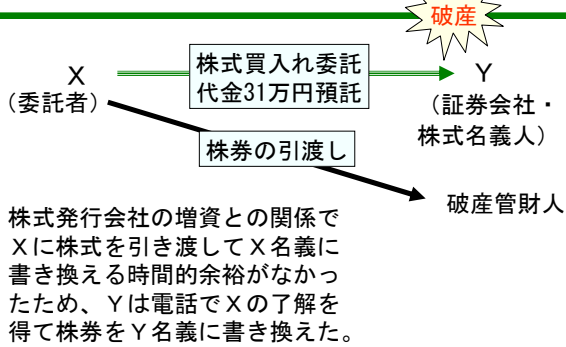 破産
X
(委託者)
株式買入れ委託
代金31万円預託
Y
(証券会社・
株式名義人)
株券の引渡し
破産管財人
株式発行会社の増資との関係で
Xに株式を引き渡してX名義に
書き換える時間的余裕がなかっ
たため、Yは電話でXの了解を
得て株券をY名義に書き換えた。